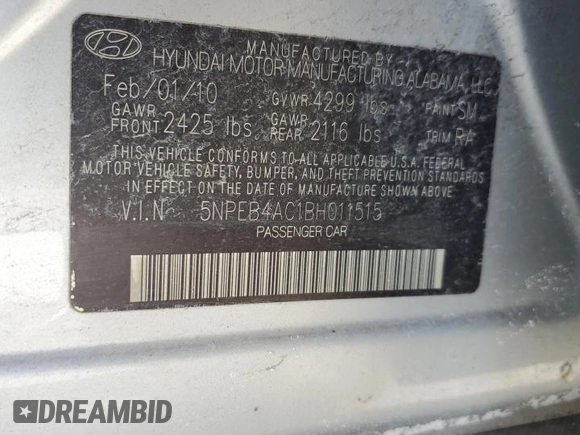 MANUFACTURED BY
HYUNDAI MOTOR MANUFACTURING ALABAMA, LLC
Feb/01/10 GVWR 4299 lbs PAINT SM
GAWR FRONT 2425 lbs GAWR REAR 2116 lbs TRIM RA
THIS VEHICLE CONFORMS TO ALL APPLICABLE U.S.A. FEDERAL
MOTOR VEHICLE SAFETY, BUMPER, AND THEFT PREVENTION
STANDARDS IN EFFECT ON THE DATE OF MANUFACTURE SHOWN ABOVE.
V.I.N 5NPEB4AC1BH011515
PASSENGER CAR
DREAMBID